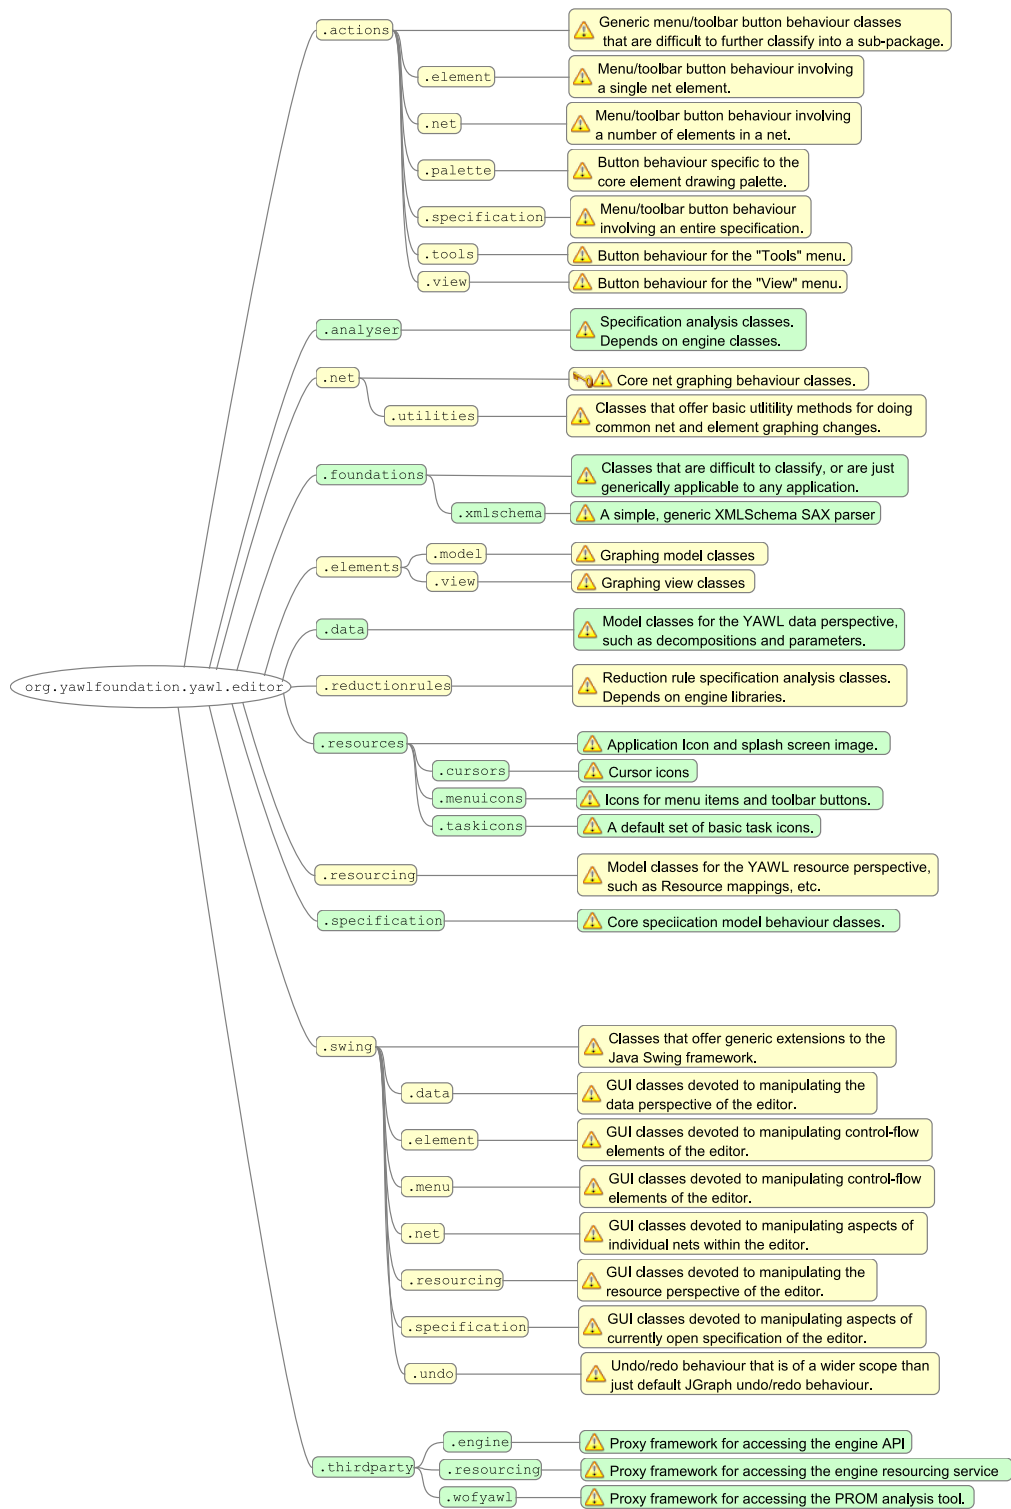 .actions
Generic menu/toolbar button behaviour classes
that are difficult to further classify into a sub-package.
.element
Menu/toolbar button behaviour involving
a single net element.
.net
Menu/toolbar button behaviour involving
a number of elements in a net.
.palette
Button behaviour specific to the
core element drawing palette.
.specification
Menu/toolbar button behaviour
involving an entire specification.
.tools
Button behaviour for the "Tools" menu.
.view
Button behaviour for the "View" menu.
.analyser
Specification analysis classes.
Depends on engine classes.
.net
Core net graphing behaviour classes.
.utilities
Classes that offer basic utlitility methods for doing
common net and element graphing changes.
.foundations
Classes that are difficult to classify, or are just
generically applicable to any application.
.xmlschema
A simple, generic XMLSchema SAX parser
.elements
.model
Graphing model classes
.view
Graphing view classes
.data
Model classes for the YAWL data perspective,
such as decompositions and parameters.
org.yawlfoundation.yawl.editor
.reductionrules
Reduction rule specification analysis classes.
Depends on engine libraries.
.resources
Application Icon and splash screen image.
.cursors
Cursor icons
.menuicons
Icons for menu items and toolbar buttons.
.taskicons
A default set of basic task icons.
.resourcing
Model classes for the YAWL resource perspective,
such as Resource mappings, etc.
.specification
Core speciication model behaviour classes.
.swing
Classes that offer generic extensions to the
Java Swing framework.
.data
GUI classes devoted to manipulating the
data perspective of the editor.
.element
GUI classes devoted to manipulating control-flow
elements of the editor.
.menu
GUI classes devoted to manipulating control-flow
elements of the editor.
.net
GUI classes devoted to manipulating aspects of
individual nets within the editor.
.resourcing
GUI classes devoted to manipulating the
resource perspective of the editor.
.specification
GUI classes devoted to manipulating aspects of
currently open specification of the editor.
.undo
Undo/redo behaviour that is of a wider scope than
just default JGraph undo/redo behaviour.
.thirdparty
.engine
Proxy framework for accessing the engine API
.resourcing
Proxy framework for accessing the engine resourcing service
.wofyawl
Proxy framework for accessing the PROM analysis tool.